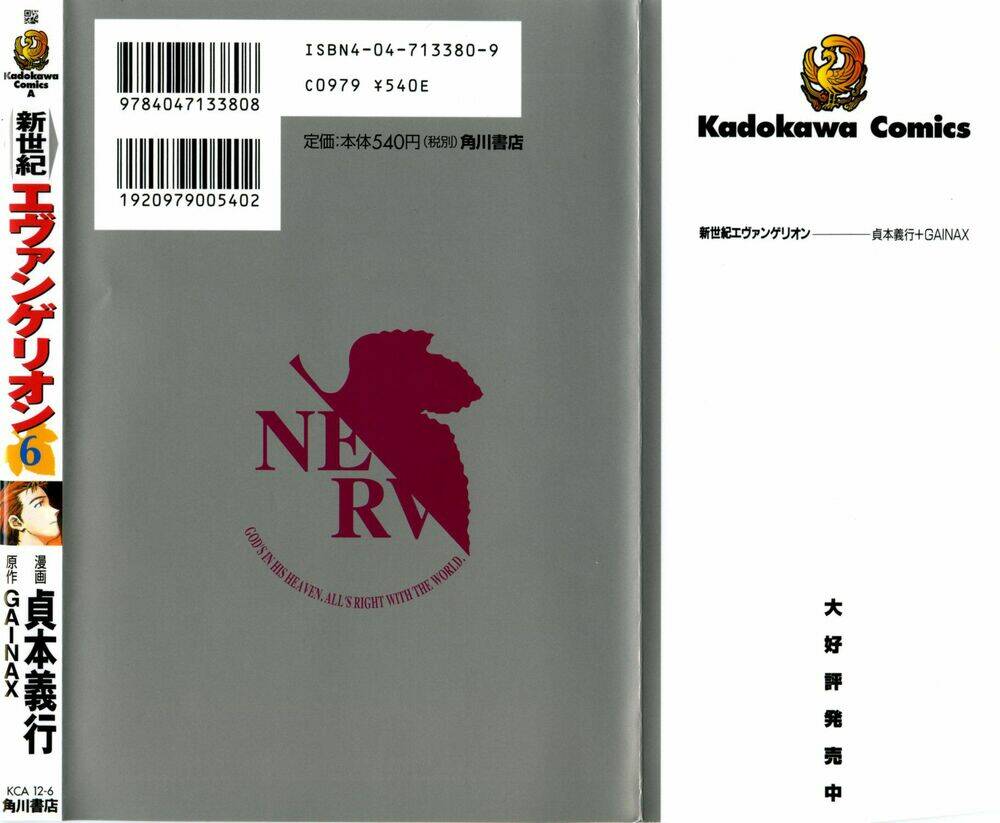 Kadokawa
Comics
A
新世紀
エヴァンゲリオン
6
漫画
貞本義行
原作
GAINAX
KCA 12-6
角川書店
9784047133808
ISBN4-04-713380-9
C0979 ¥540E
1920979005402
定価:本体540円(税別)角川書店
NE
RV
GOD'S IN HIS HEAVEN, ALL'S RIGHT WITH THE WORLD.
Kadokawa Comics
新世紀エヴァンゲリオン————貞本義行+GAINAX
大好評発売中